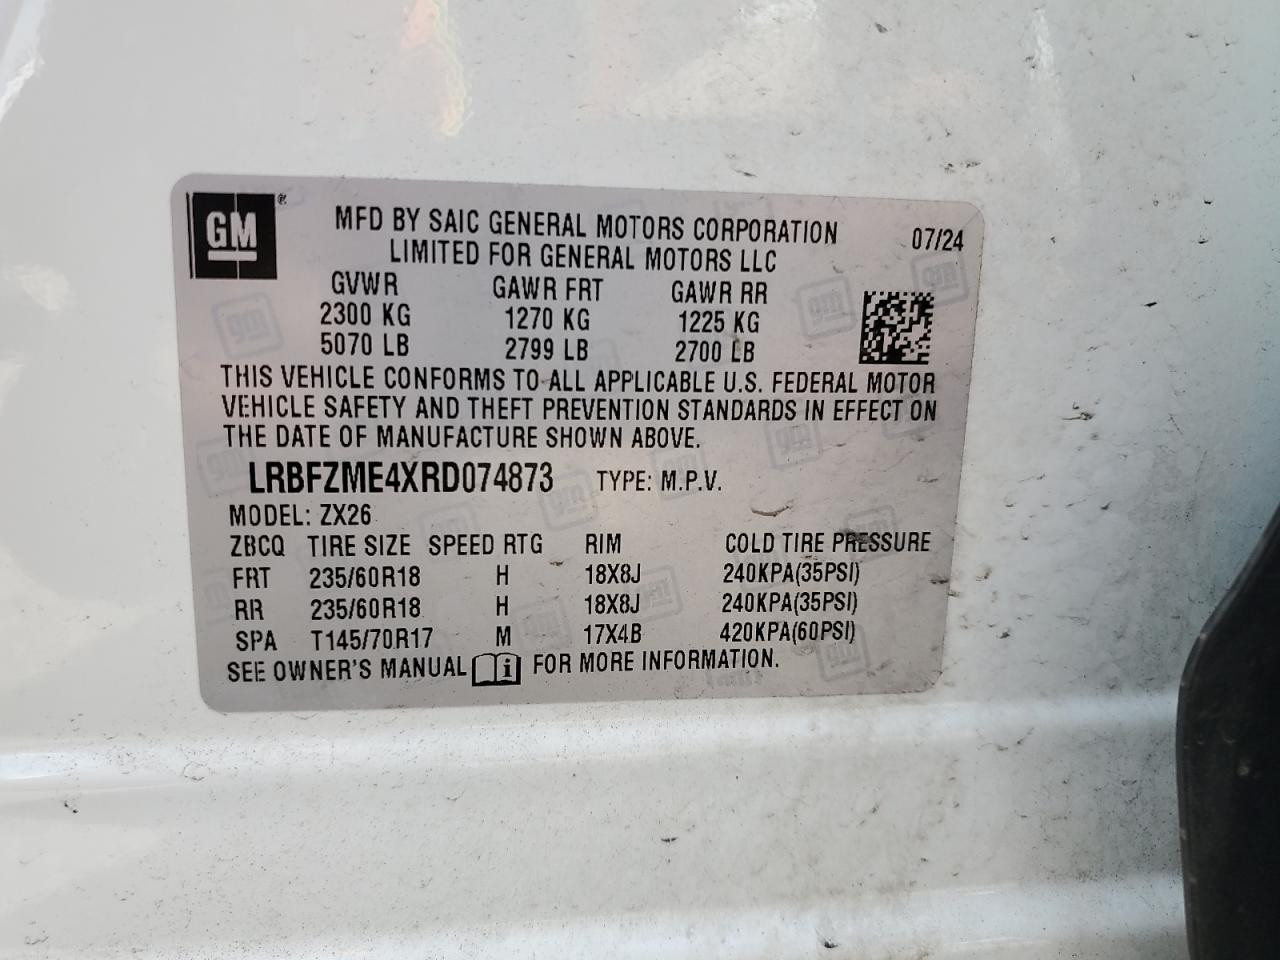 GM ®
MFD BY SAIC GENERAL MOTORS CORPORATION
LIMITED FOR GENERAL MOTORS LLC
07/24
GVWR GAWR FRT GAWR RR
2300 KG 1270 KG 1225 KG
5070 LB 2799 LB 2700 LB
THIS VEHICLE CONFORMS TO ALL APPLICABLE U.S. FEDERAL MOTOR
VEHICLE SAFETY AND THEFT PREVENTION STANDARDS IN EFFECT ON
THE DATE OF MANUFACTURE SHOWN ABOVE.
LRBFZME4XRD074873 TYPE: M.P.V.
MODEL: ZX26
ZBCQ TIRE SIZE SPEED RTG RIM COLD TIRE PRESSURE
FRT 235/60R18 H 18X8J 240KPA(35PSI)
RR 235/60R18 H 18X8J 240KPA(35PSI)
SPA T145/70R17 M 17X4B 420KPA(60PSI)
SEE OWNER'S MANUAL i FOR MORE INFORMATION.